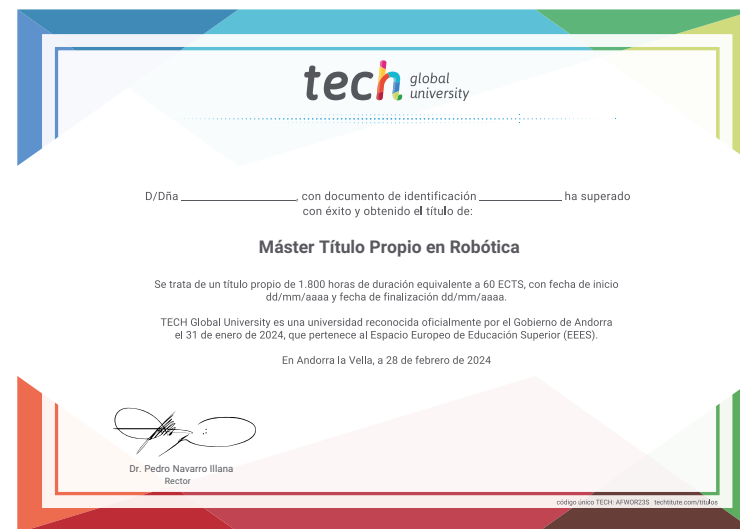 tech global university
D/Dña ____________________, con documento de identificación ______________ ha superado
con éxito y obtenido el título de:
Máster Título Propio en Robótica
Se trata de un título propio de 1.800 horas de duración equivalente a 60 ECTS, con fecha de inicio
dd/mm/aaaa y fecha de finalización dd/mm/aaaa.
TECH Global University es una universidad reconocida oficialmente por el Gobierno de Andorra
el 31 de enero de 2024, que pertenece al Espacio Europeo de Educación Superior (EEES).
En Andorra la Vella, a 28 de febrero de 2024
Dr. Pedro Navarro Illana
Rector
código único TECH: AFWOR23S techtitute.com/titulos